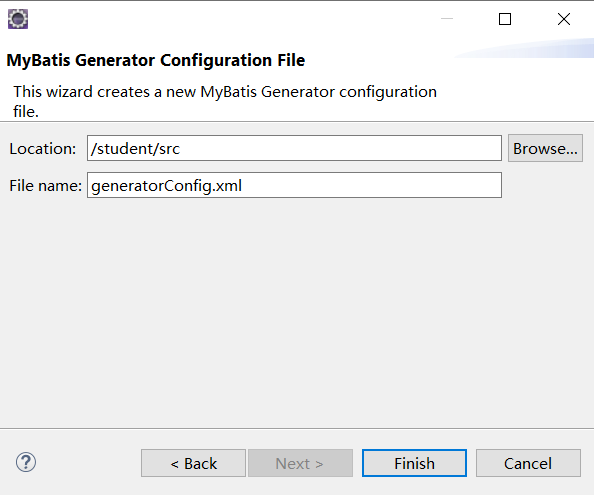 MyBatis Generator Configuration File
This wizard creates a new MyBatis Generator configuration
file.
Location: /student/src Browse...
File name: generatorConfig.xml
? < Back Next > Finish Cancel